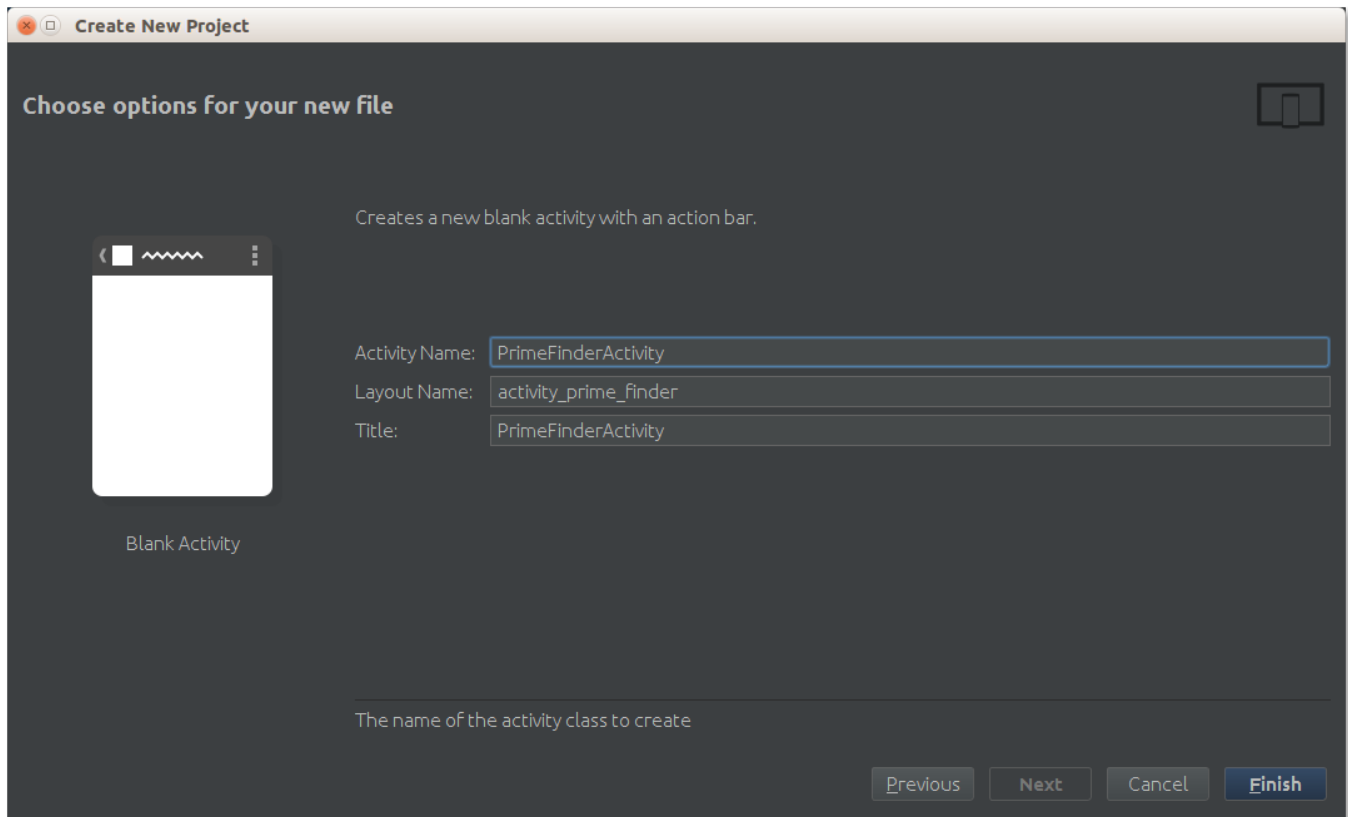 Create New Project
Choose options for your new file
Creates a new blank activity with an action bar.
Activity Name: PrimeFinderActivity
Layout Name: activity_prime_finder
Title: PrimeFinderActivity
Blank Activity
The name of the activity class to create
Previous Next Cancel Finish